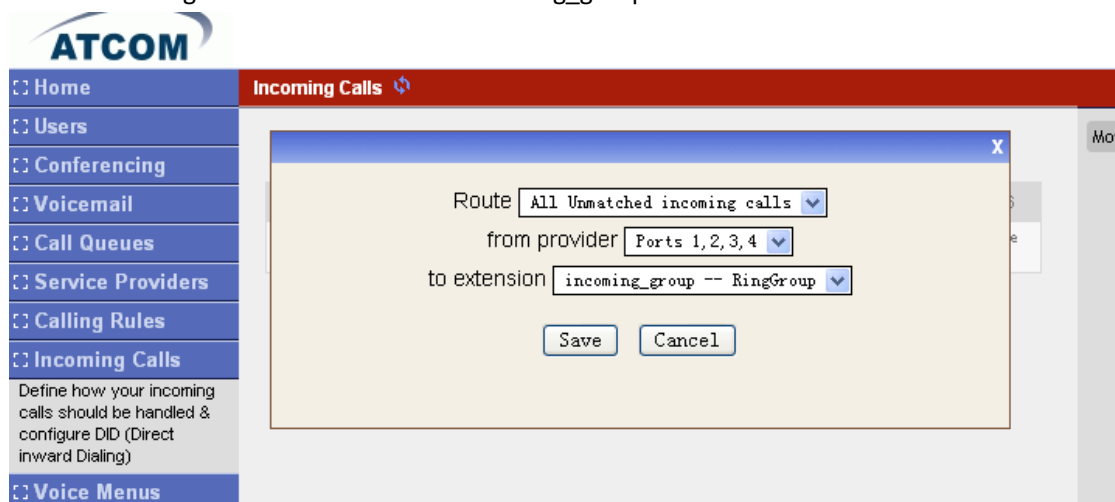 ATCOM
Home
Users
Conferencing
Voicemail
Call Queues
Service Providers
Calling Rules
Incoming Calls
Define how your incoming
calls should be handled &
configure DID (Direct
inward Dialing)
Voice Menus
Incoming Calls
X
Route All Unmatched incoming calls
from provider Ports 1,2,3,4
to extension incoming_group -- RingGroup
Save Cancel